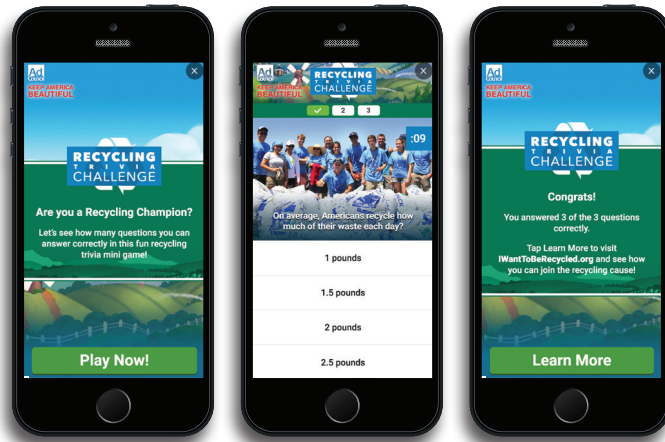 Ad
Council
KEEP AMERICA
BEAUTIFUL
X
RECYCLING
TRIVIA
CHALLENGE
Are you a Recycling Champion?
Let's see how many questions you can
answer correctly in this fun recycling
trivia mini game!
Play Now!
Ad
Council
KEEP AMERICA
BEAUTIFUL
RECYCLING
TRIVIA
CHALLENGE
X
2
3
:09
On average, Americans recycle how
much of their waste each day?
1 pounds
1.5 pounds
2 pounds
2.5 pounds
Ad
Council
KEEP AMERICA
BEAUTIFUL
X
RECYCLING
TRIVIA
CHALLENGE
Congrats!
You answered 3 of the 3 questions
correctly.
Tap Learn More to visit
IWantToBeRecycled.org and see how
you can join the recycling cause!
Learn More